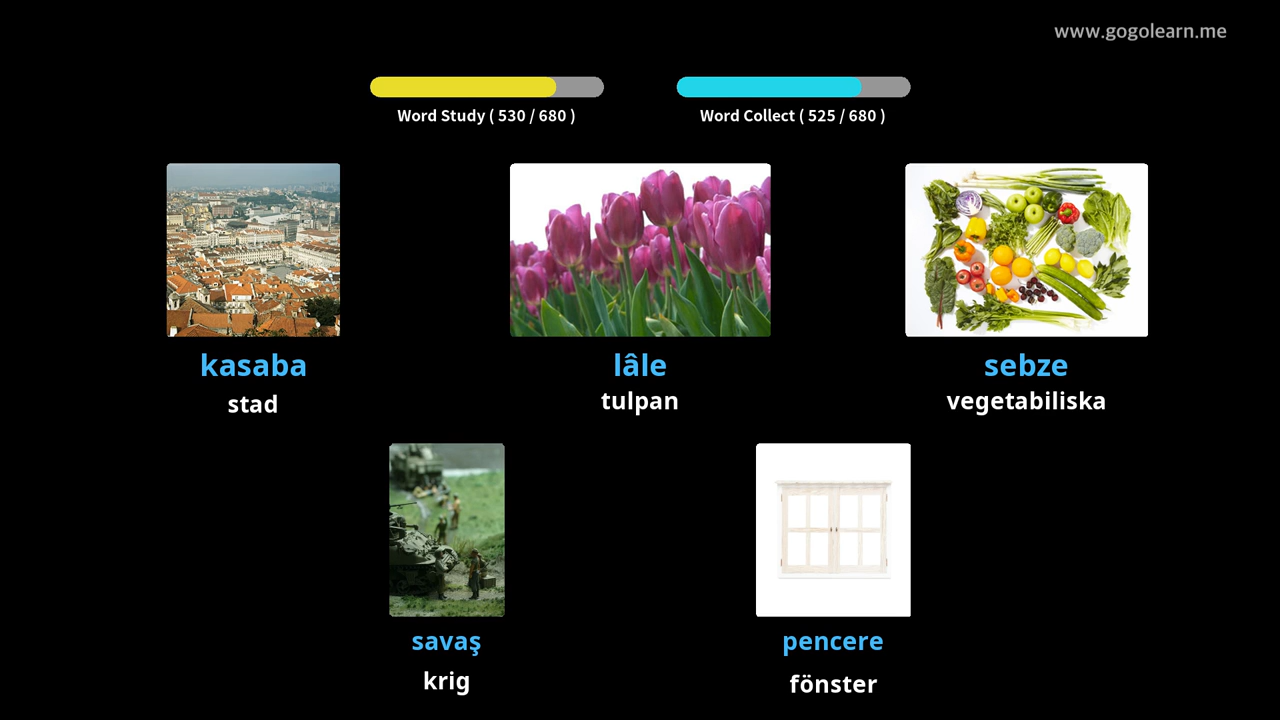 www.gogolearn.me
Word Study ( 530 / 680 )
Word Collect ( 525 / 680 )
kasaba
stad
lâle
tulpan
sebze
vegetabiliska
savaş
krig
pencere
fönster